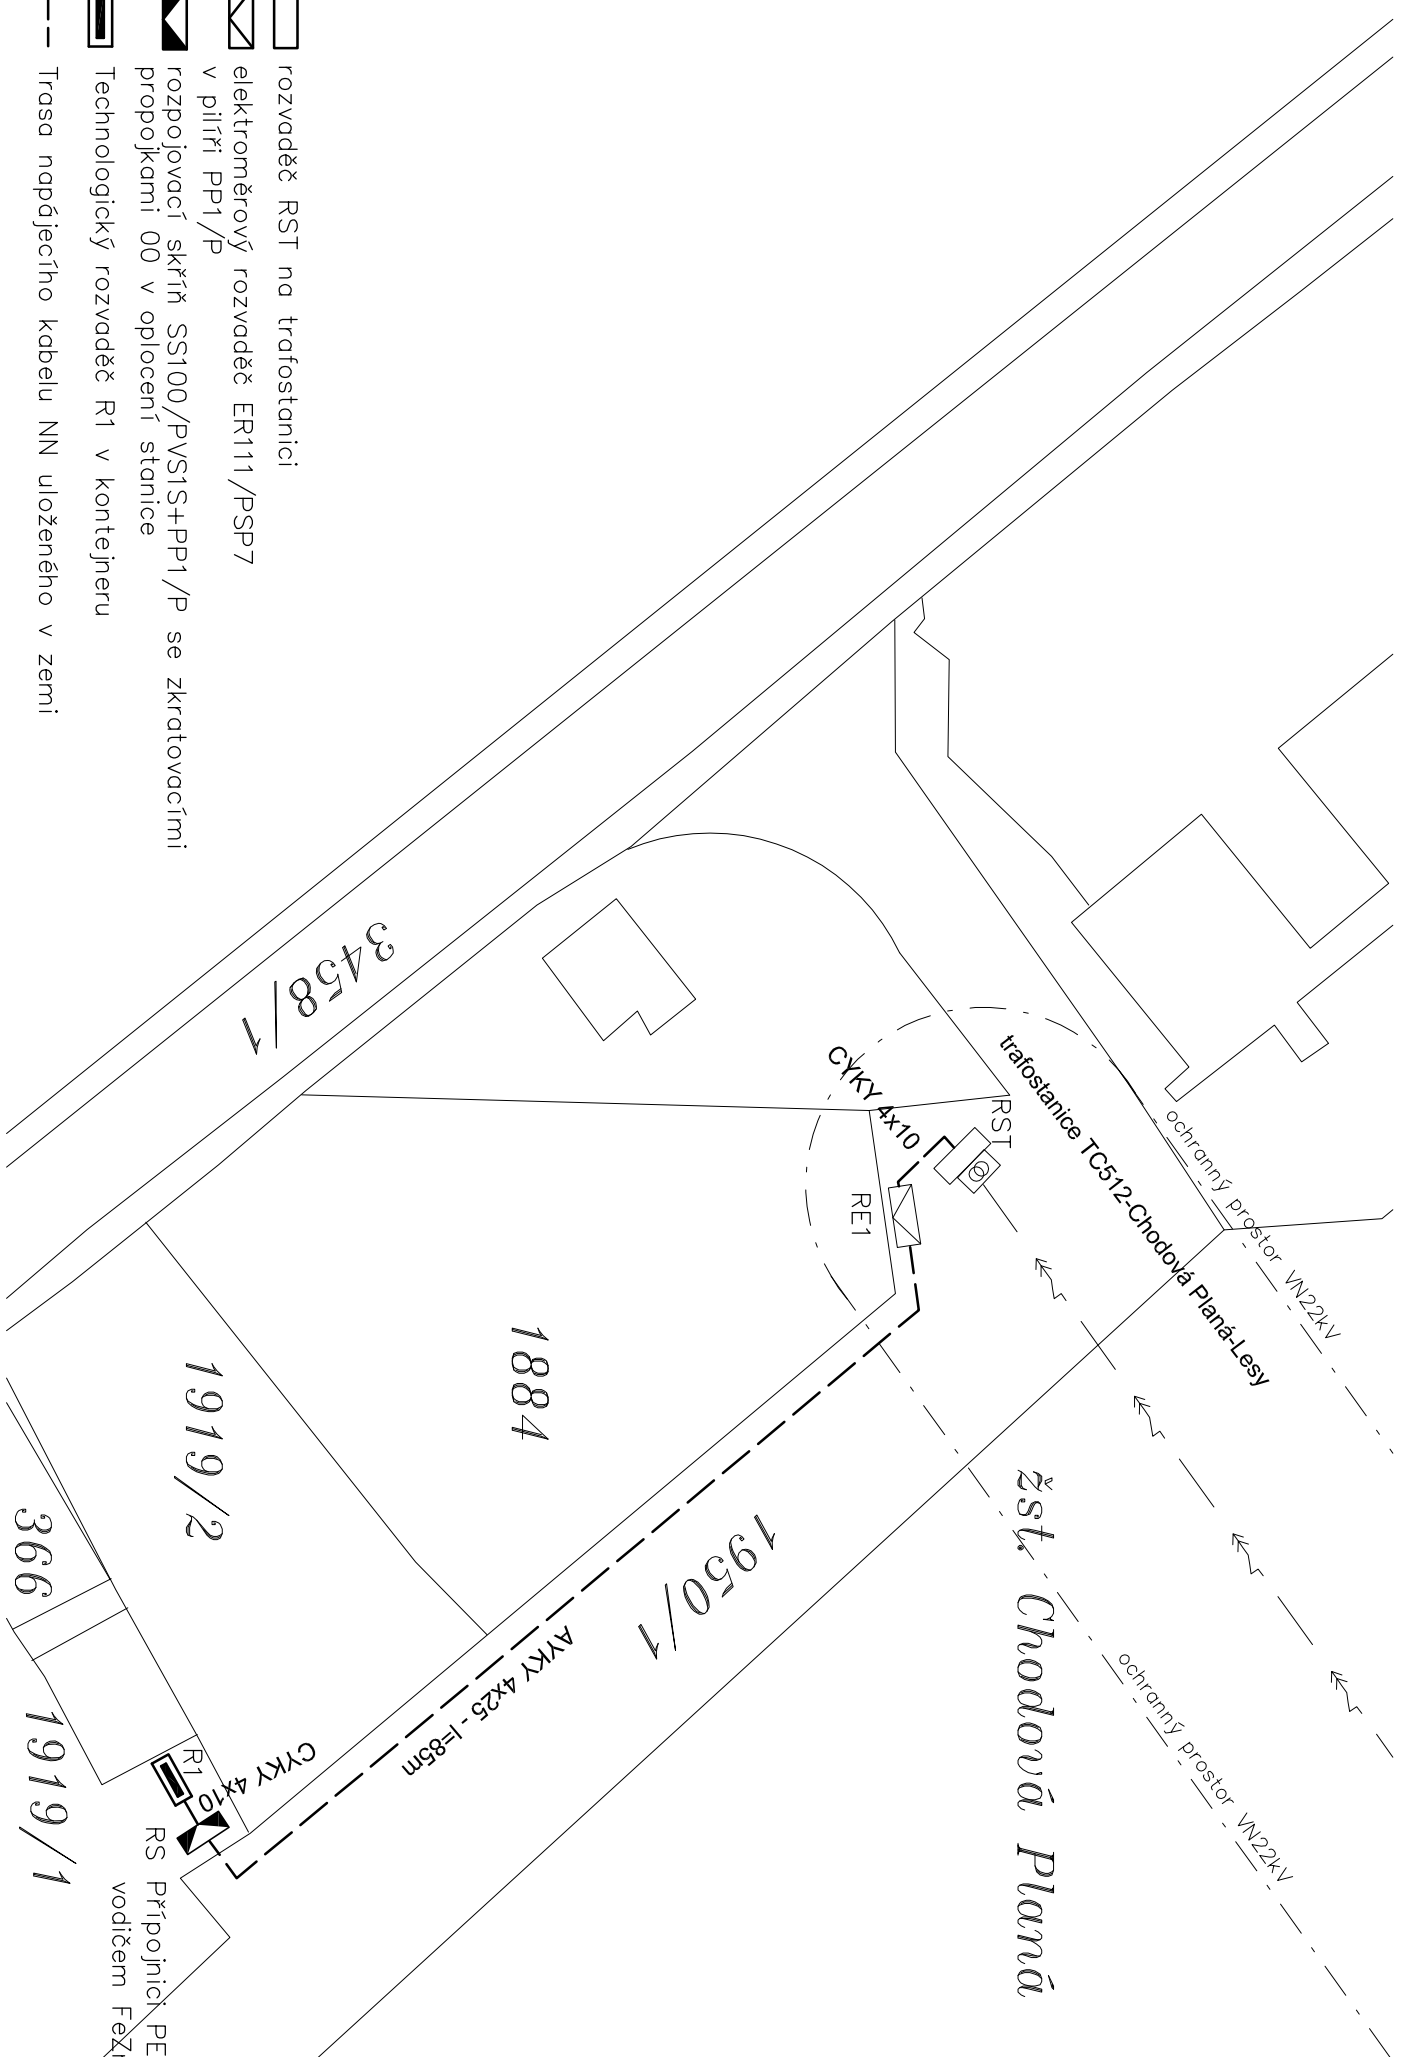 rozvaděč RST na trafostanici
elektroměrový rozvaděč ER111/PSP7
v pilíři PP1/P
rozpojovací skříň SS100/PVS1S+PP1/P se zkratovacími
propojkami 00 v oplocení stanice
Technologický rozvaděč R1 v kontejneru
Trasa napájecího kabelu NN uloženého v zemi
ochranný prostor VN22kV
trafostanice TC512-Chodová Planá-Lesy
RST
CYKY 4x10
RE1
ochranný prostor VN22kV
žst. Chodová Planá
3458/1
1884
1950/1
1919/2
AYKY 4x25 - l=85m
366
1919/1
CYKY 4x10
R1
RS
Přípojnici PE
vodičem